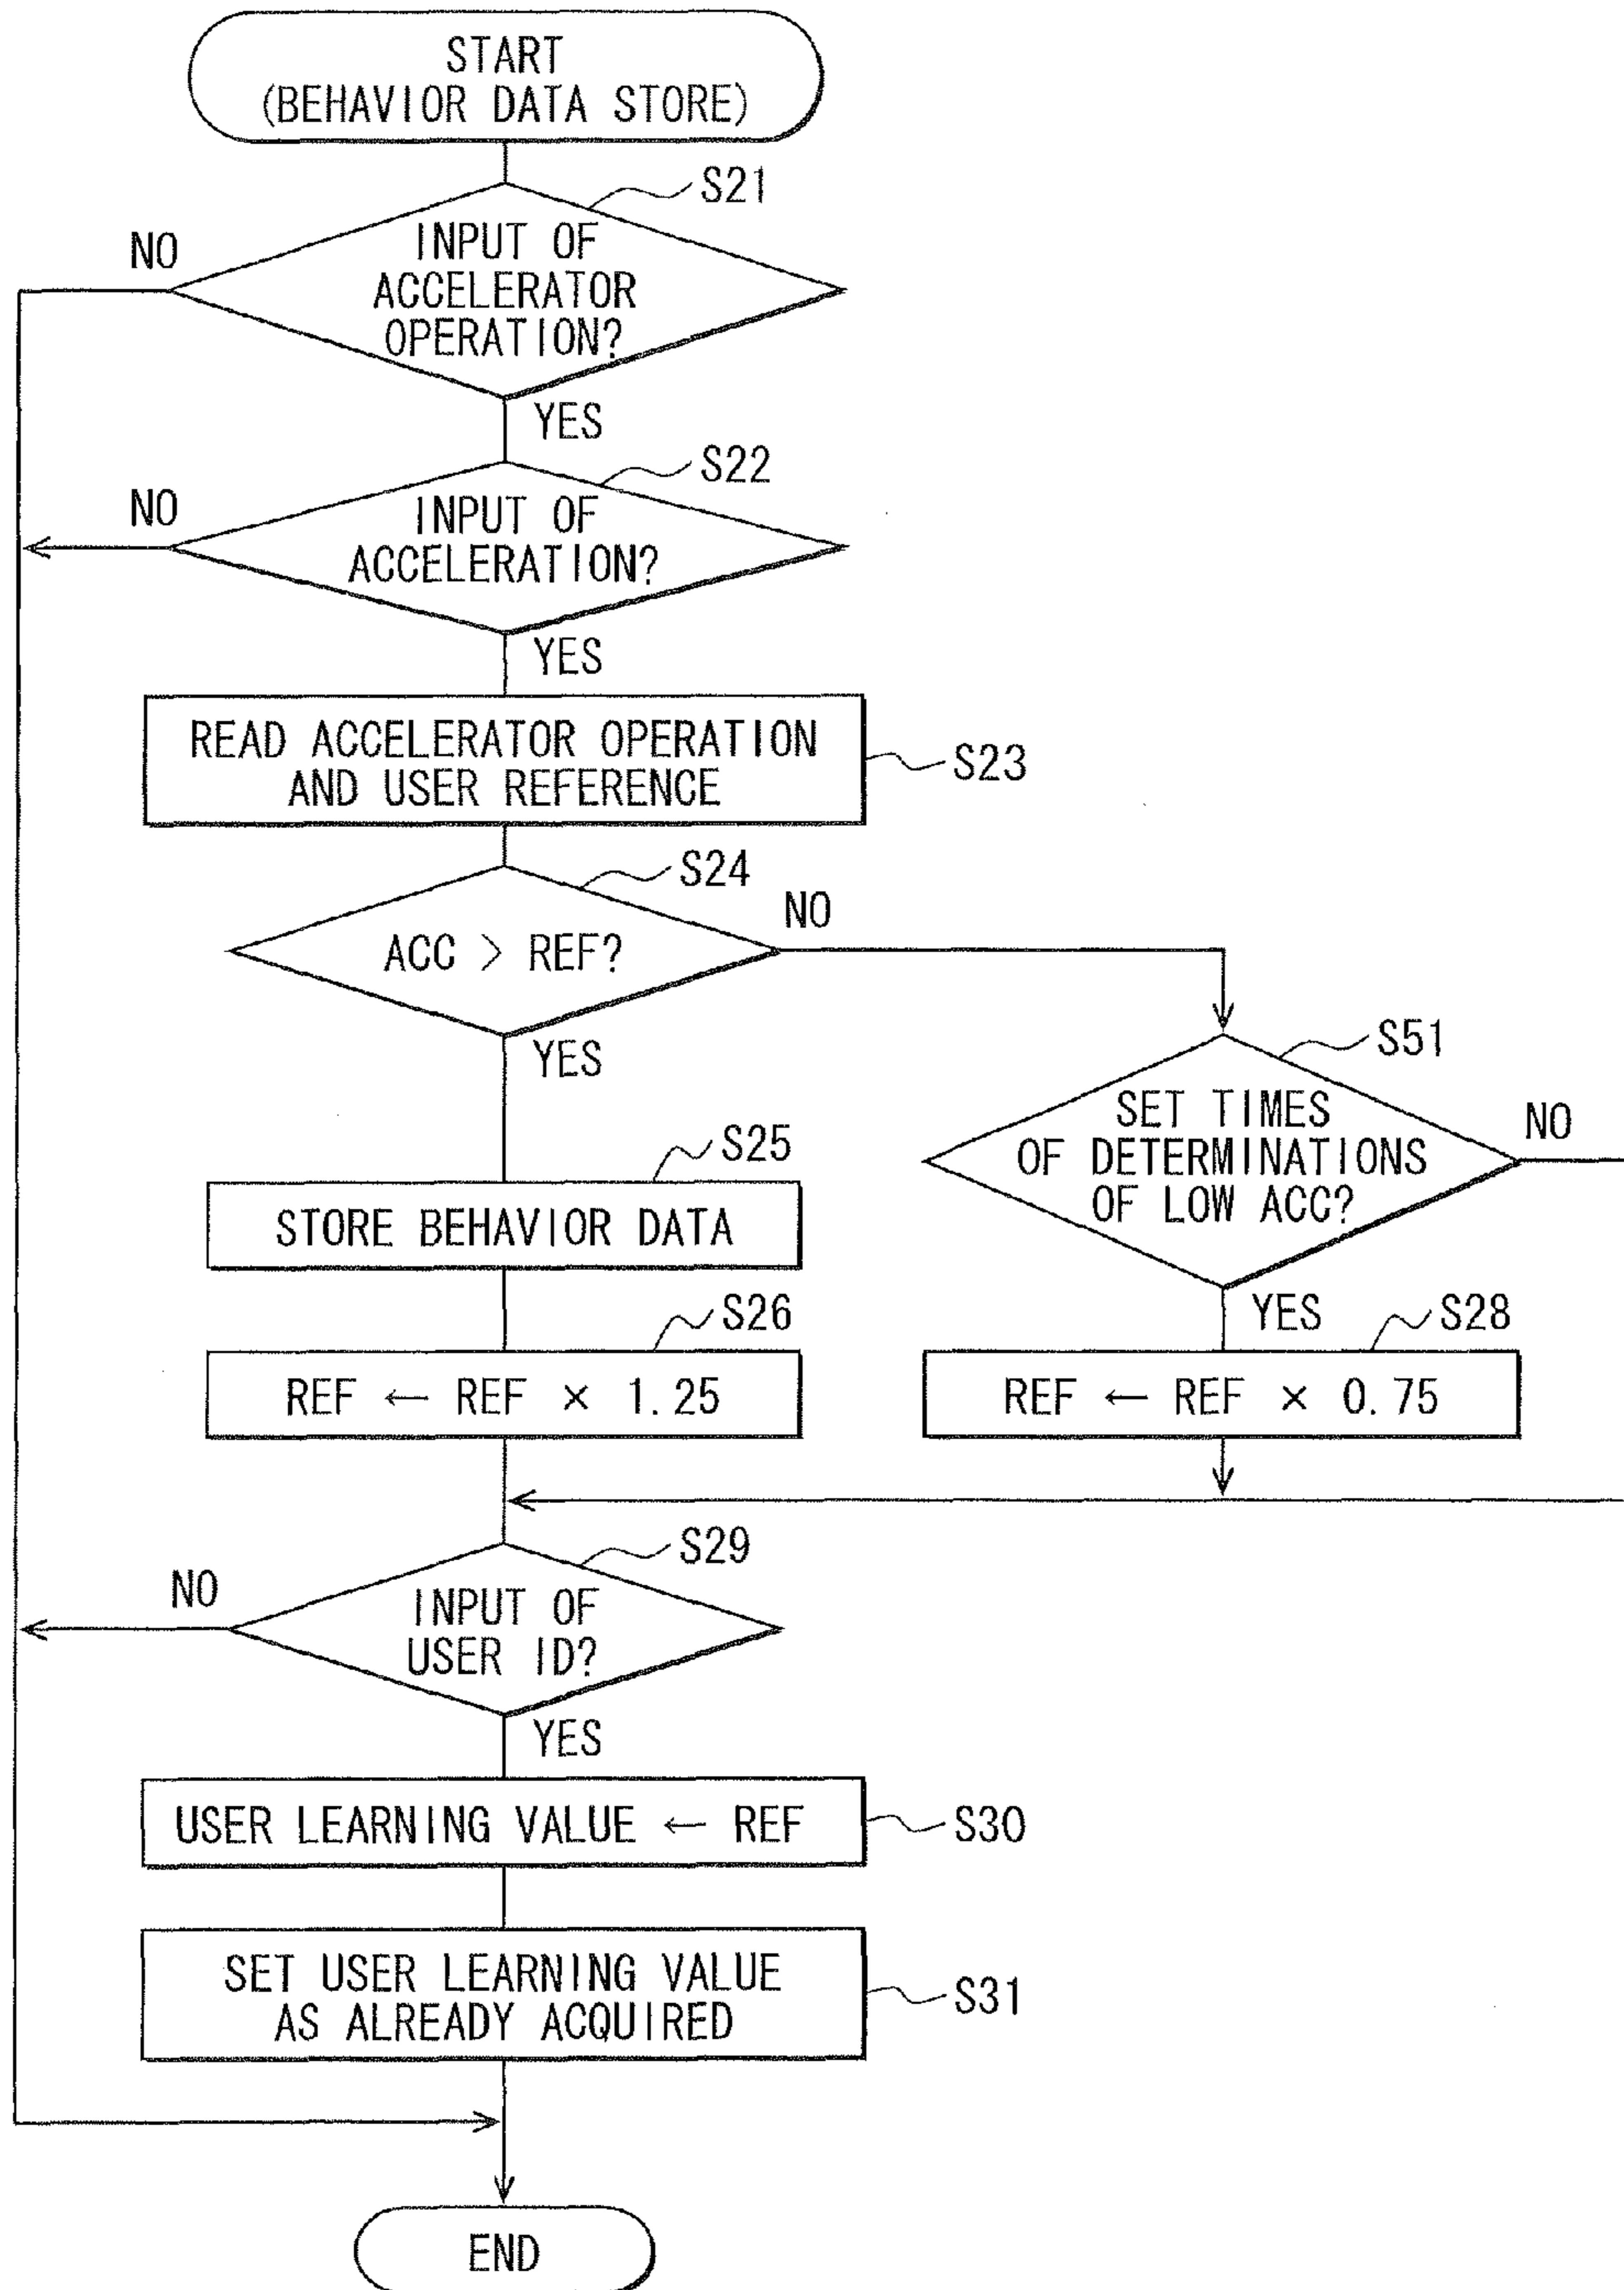 START
(BEHAVIOR DATA STORE)
S21
NO
INPUT OF
ACCELERATOR
OPERATION?
YES
S22
NO
INPUT OF
ACCELERATION?
YES
READ ACCELERATOR OPERATION
AND USER REFERENCE
S23
S24
NO
ACC > REF?
YES
S51
SET TIMES
OF DETERMINATIONS
OF LOW ACC?
NO
YES
S25
STORE BEHAVIOR DATA
S26
REF ← REF × 1.25
S28
REF ← REF × 0.75
S29
NO
INPUT OF
USER ID?
YES
USER LEARNING VALUE ← REF
S30
SET USER LEARNING VALUE
AS ALREADY ACQUIRED
S31
END